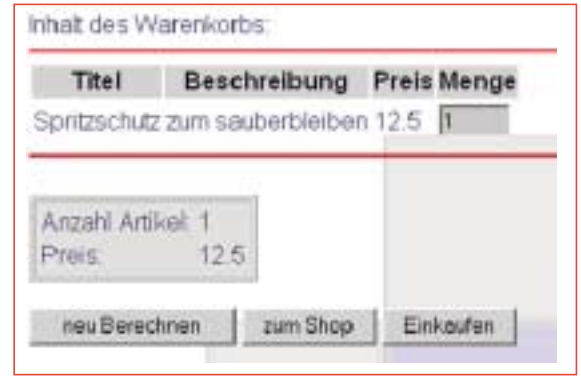 Inhalt des Warenkorbs:
Titel Beschreibung Preis Menge
Spritzschutz zum sauberbleiben 12.5 1
Anzahl Artikel: 1
Preis: 12.5
neu Berechnen zum Shop Einkaufen